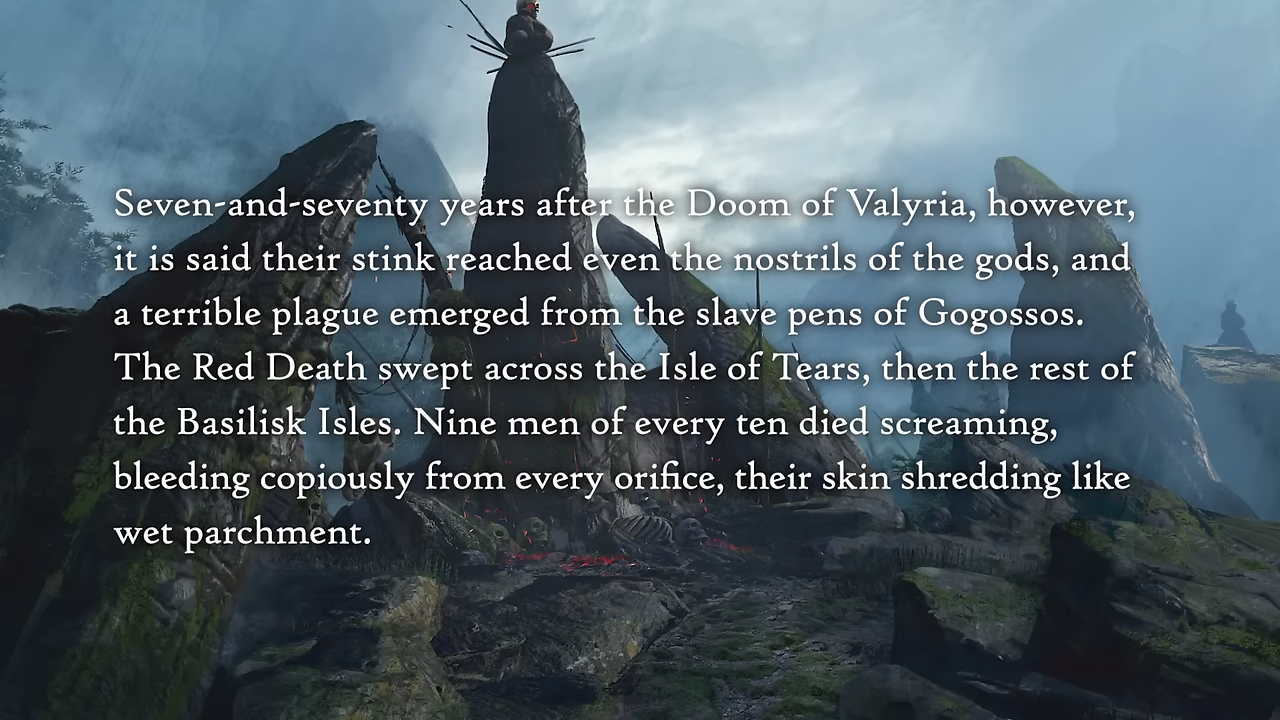 Seven-and-seventy years after the Doom of Valyria, however,
it is said their stink reached even the nostrils of the gods, and
a terrible plague emerged from the slave pens of Gogossos.
The Red Death swept across the Isle of Tears, then the rest of
the Basilisk Isles. Nine men of every ten died screaming,
bleeding copiously from every orifice, their skin shredding like
wet parchment.